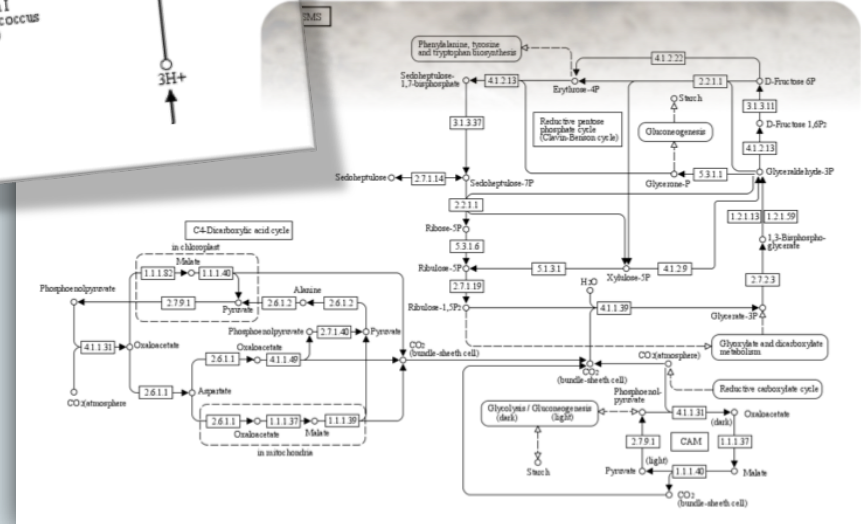 coccus
3H+
SMS
Phenylalanine, tyrosine
and tryptophan biosynthesis
4.1.2.22
Sedoheptulose-
1,7-bisphosphate
4.1.2.13
Erythrose-4P
2.2.1.1
D-Fructose 6P
Starch
3.1.3.11
3.1.3.37
Reductive pentose
phosphate cycle
(Clavin-Benson cycle)
Gluconeogenesis
D-Fructose 1,6P2
4.1.2.13
Sedoheptulose
2.7.1.14
Sedoheptulose-7P
Glycerone-P
5.3.1.1
Glyceraldehyde-3P
2.2.1.1
1.2.1.13
1.2.1.59
C4-Dicarboxylic acid cycle
Ribose-5P
5.3.1.6
1,3-Bisphospho-
glycerate
in chloroplast
Malate
1.1.1.82
1.1.1.40
Ribulose-5P
5.1.3.1
Xylulose-5P
4.1.2.9
2.7.2.3
Phosphoenolpyruvate
Alanine
2.7.1.19
H2O
2.7.9.1
Pyruvate
2.6.1.2
2.6.1.2
Ribulose-1,5P2
4.1.1.39
Glycerate-3P
Phosphoenolpyruvate
2.7.1.40
Pyruvate
4.1.1.31
Oxaloacetate
Oxaloacetate
2.6.1.1
4.1.1.49
CO2
(bundle-sheeth cell)
CO2(atmosphere)
Glyoxylate and dicarboxylate
metabolism
CO2
(bundle-sheeth cell)
2.6.1.1
Aspartate
Reductive carboxylate cycle
CO2(atmosphere
Phosphoenol-
pyruvate
Glycolysis / Gluconeogenesis
(dark) (light)
4.1.1.31
(dark)
Oxaloacetate
2.6.1.1
Oxaloacetate
1.1.1.37
Malate
1.1.1.39
in mitochondria
2.7.9.1
CAM
1.1.1.37
Starch
(light)
Pyruvate
1.1.1.40
Malate
CO2
(bundle-sheeth cell)